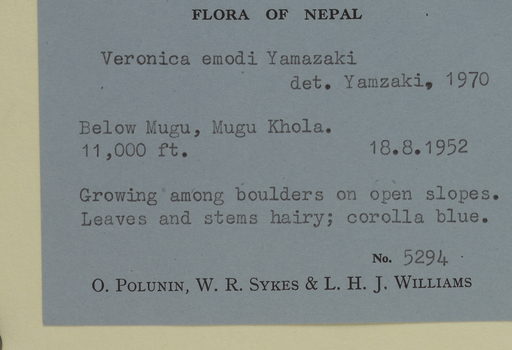 FLORA OF NEPAL
Veronica emodi Yamazaki
det. Yamzaki, 1970
Below Mugu, Mugu Khola.
11,000 ft. 18.8.1952
Growing among boulders on open slopes.
Leaves and stems hairy; corolla blue.
No. 5294
O. POLUNIN, W. R. SYKES & L. H. J. WILLIAMS